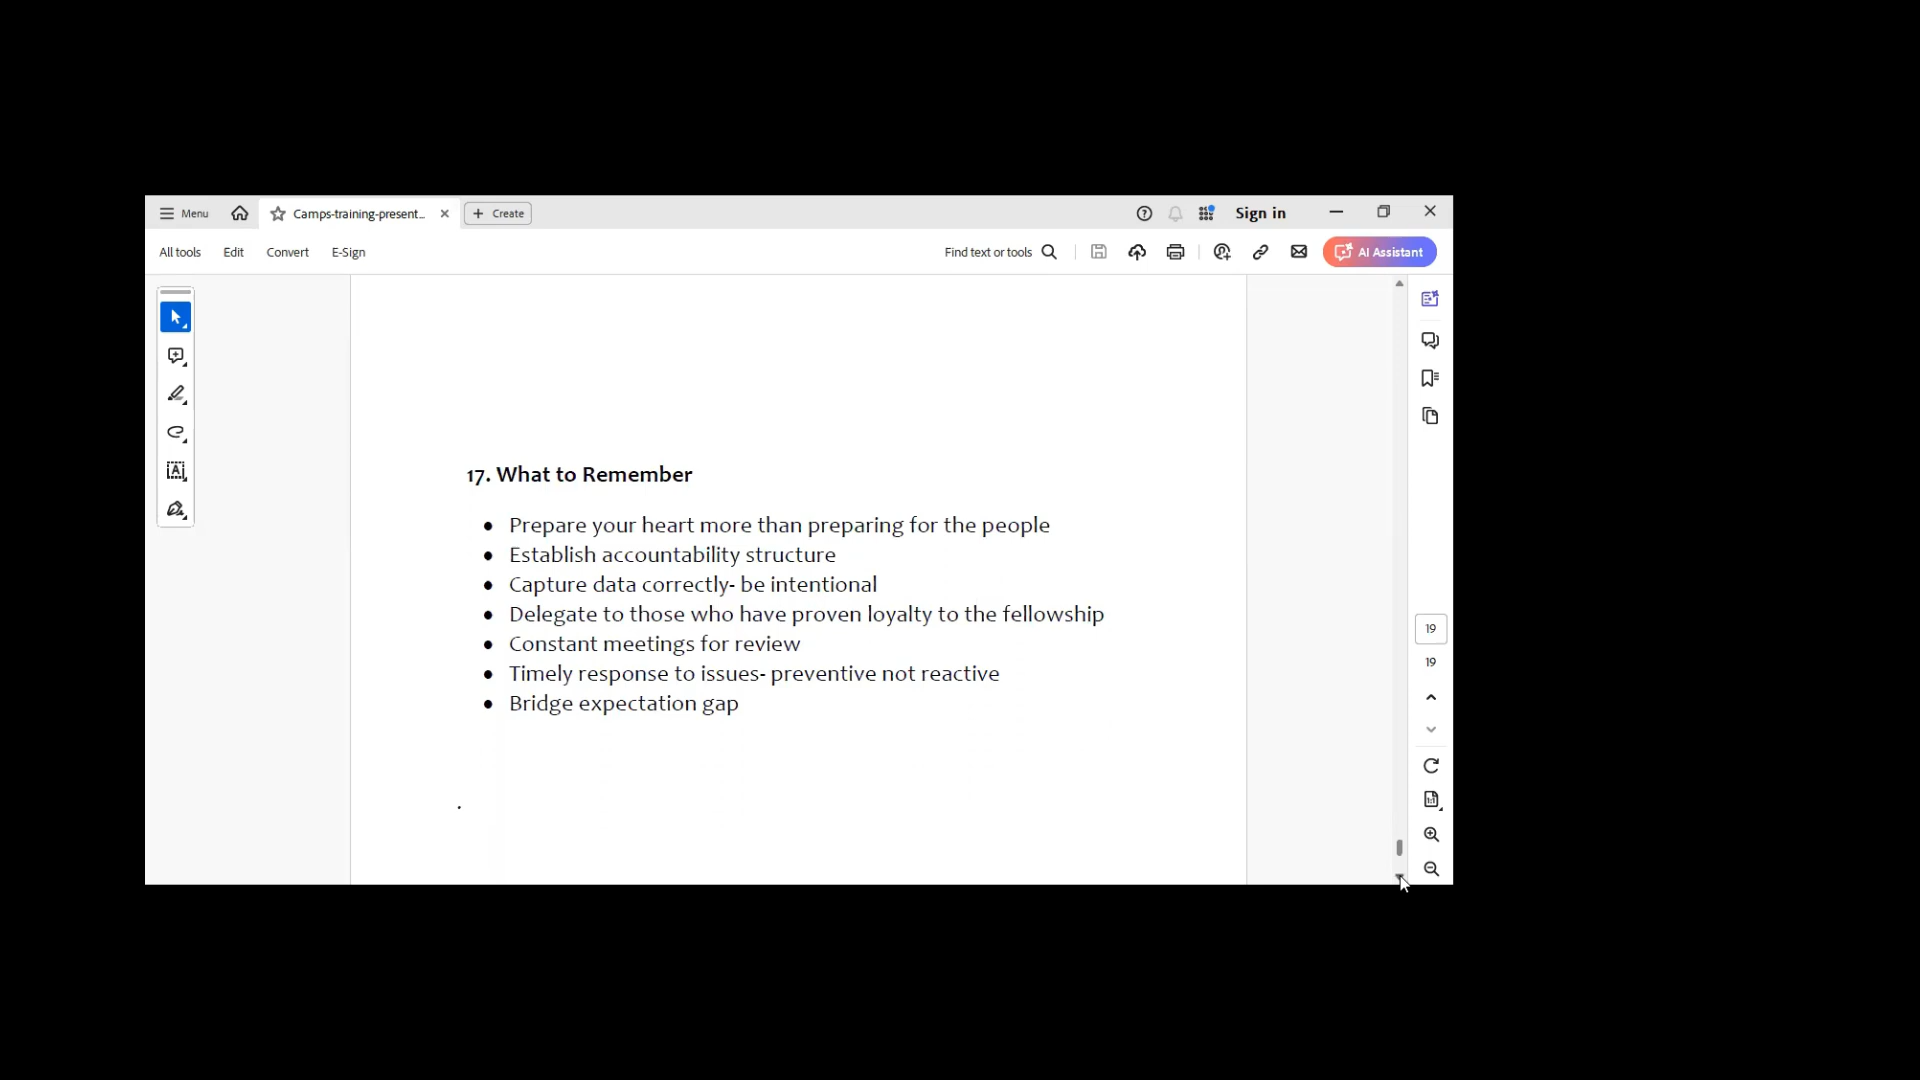 Menu
Camps-training-present...
Create
Sign in
All tools
Edit
Convert
E-Sign
Find text or tools
AI Assistant
17. What to Remember
• Prepare your heart more than preparing for the people
• Establish accountability structure
• Capture data correctly- be intentional
• Delegate to those who have proven loyalty to the fellowship
• Constant meetings for review
• Timely response to issues- preventive not reactive
• Bridge expectation gap
.
19
19